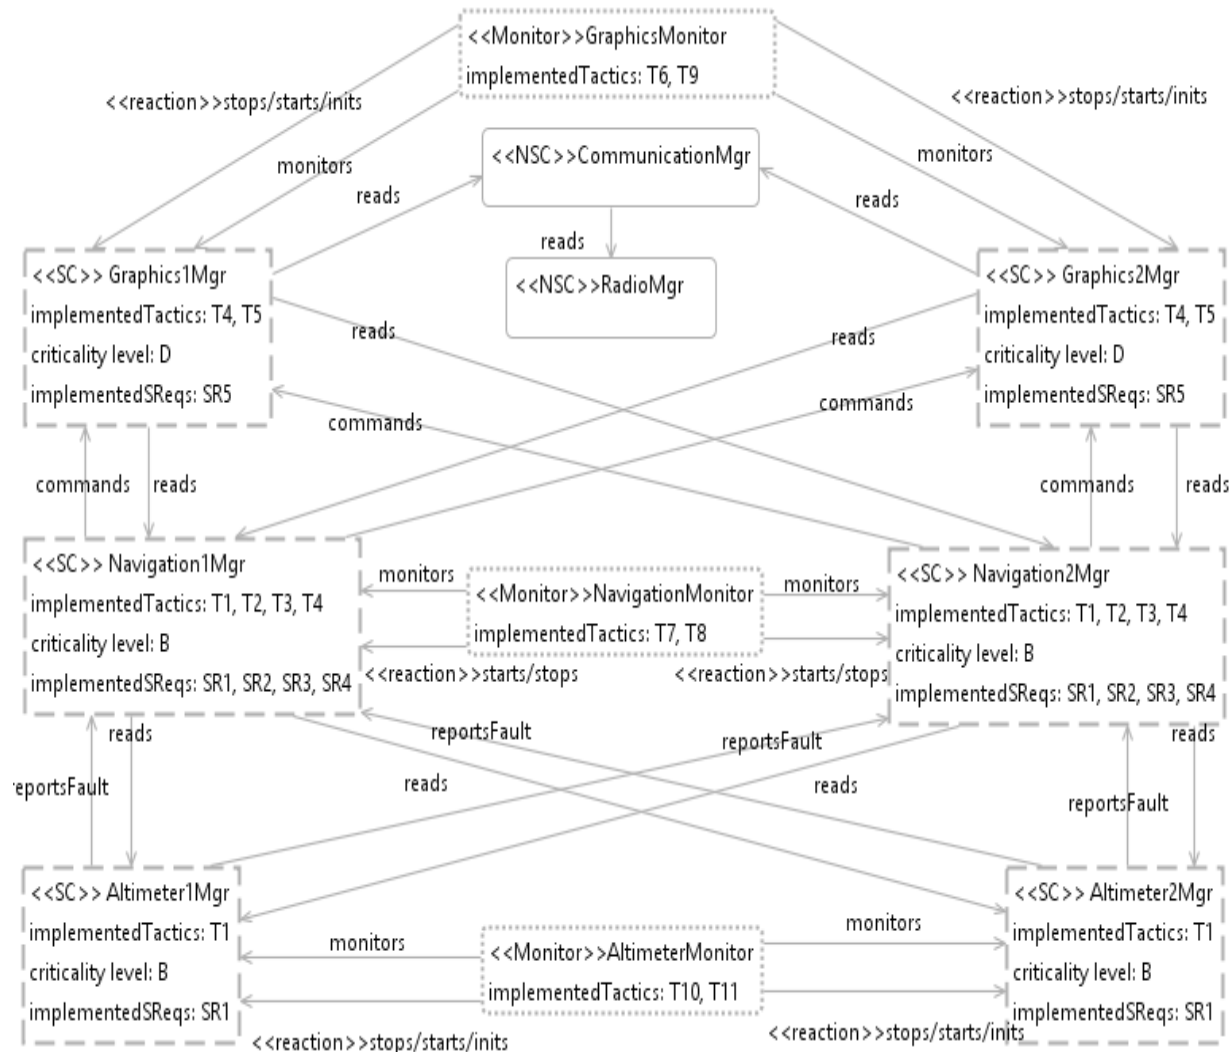 <<Monitor>>GraphicsMonitor
implementedTactics: T6, T9
<<reaction>>stops/starts/inits
<<reaction>>stops/starts/inits
monitors
monitors
<<NSC>>CommunicationMgr
reads
reads
reads
<<NSC>>RadioMgr
<<SC>> Graphics1Mgr
implementedTactics: T4, T5
criticality level: D
implementedSReqs: SR5
<<SC>> Graphics2Mgr
implementedTactics: T4, T5
criticality level: D
implementedSReqs: SR5
reads
reads
commands
commands
commands
reads
commands
reads
<<SC>> Navigation1Mgr
implementedTactics: T1, T2, T3, T4
criticality level: B
implementedSReqs: SR1, SR2, SR3, SR4
monitors
<<Monitor>>NavigationMonitor
implementedTactics: T7, T8
monitors
<<reaction>>starts/stops
<<reaction>>starts/stops
<<SC>> Navigation2Mgr
implementedTactics: T1, T2, T3, T4
criticality level: B
implementedSReqs: SR1, SR2, SR3, SR4
reads
reportsFault
reportsFault
reads
reportsFault
reads
reads
reportsFault
<<SC>> Altimeter1Mgr
implementedTactics: T1
criticality level: B
implementedSReqs: SR1
monitors
<<Monitor>>AltimeterMonitor
implementedTactics: T10, T11
monitors
<<reaction>>stops/starts/inits
<<reaction>>stops/starts/inits
<<SC>> Altimeter2Mgr
implementedTactics: T1
criticality level: B
implementedSReqs: SR1